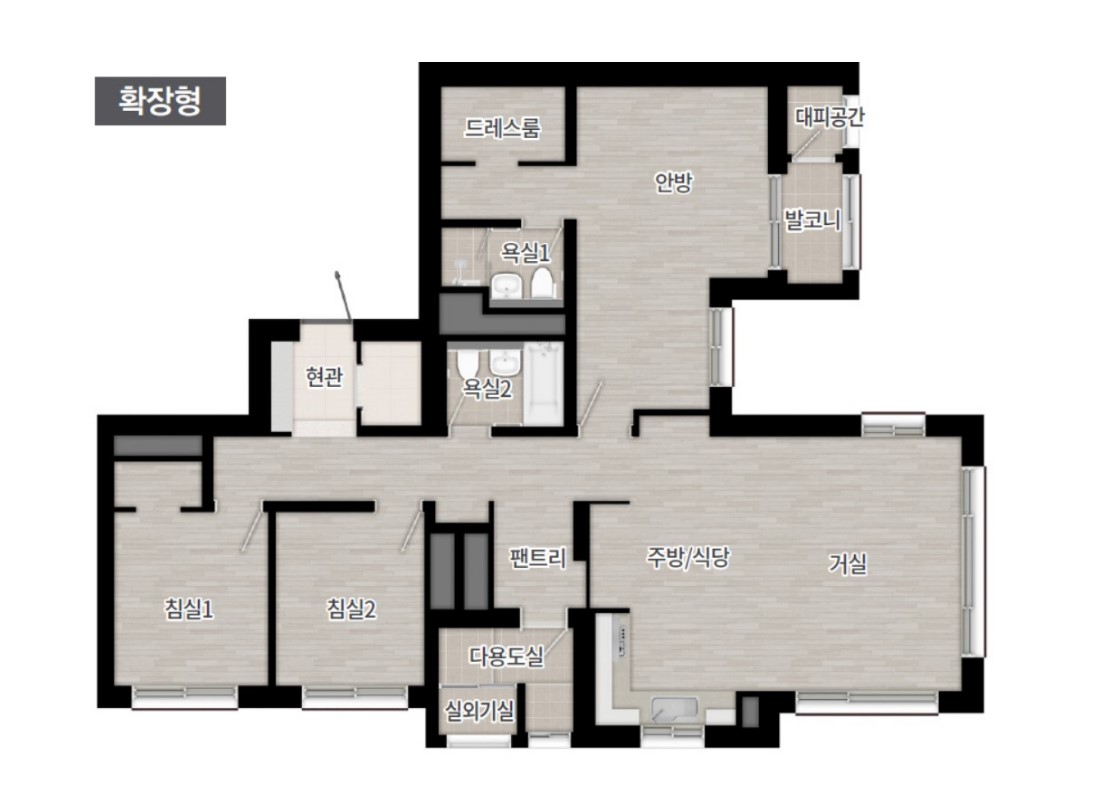 확장형
드레스룸
대피공간
안방
발코니
욕실1
현관
욕실2
팬트리
주방/식당
거실
침실1
침실2
다용도실
실외기실